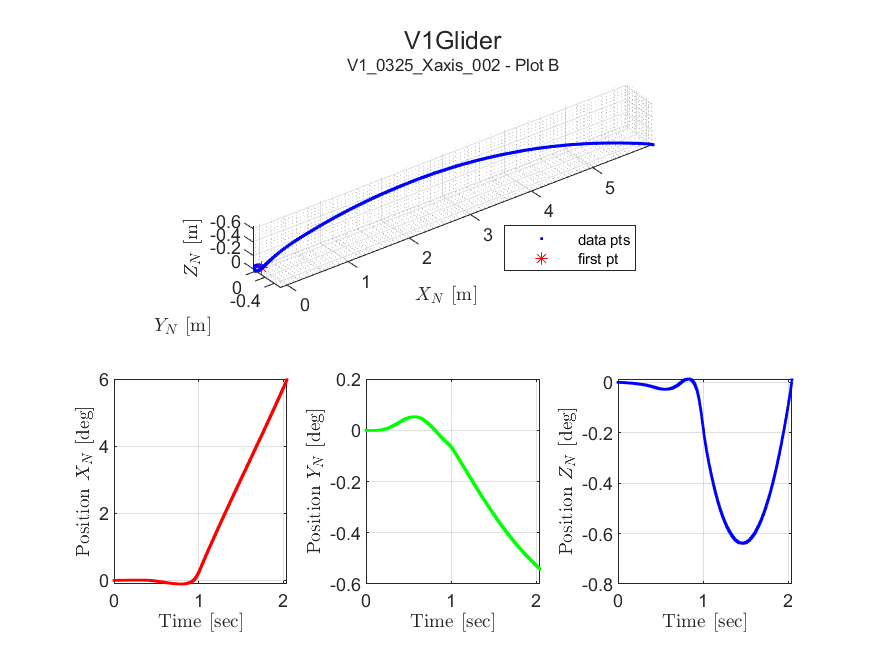 V1Glider
V1_0325_Xaxis_002 - Plot B
-0.6
-0.4
-0.2
0
Z_N [m]
0
-0.4
Y_N [m]
0
1
2
3
4
5
X_N [m]
data pts
first pt
6
4
2
0
Position X_N [deg]
0 1 2
Time [sec]
0.2
0
-0.2
-0.4
-0.6
Position Y_N [deg]
0 1 2
Time [sec]
0
-0.2
-0.4
-0.6
-0.8
Position Z_N [deg]
0 1 2
Time [sec]